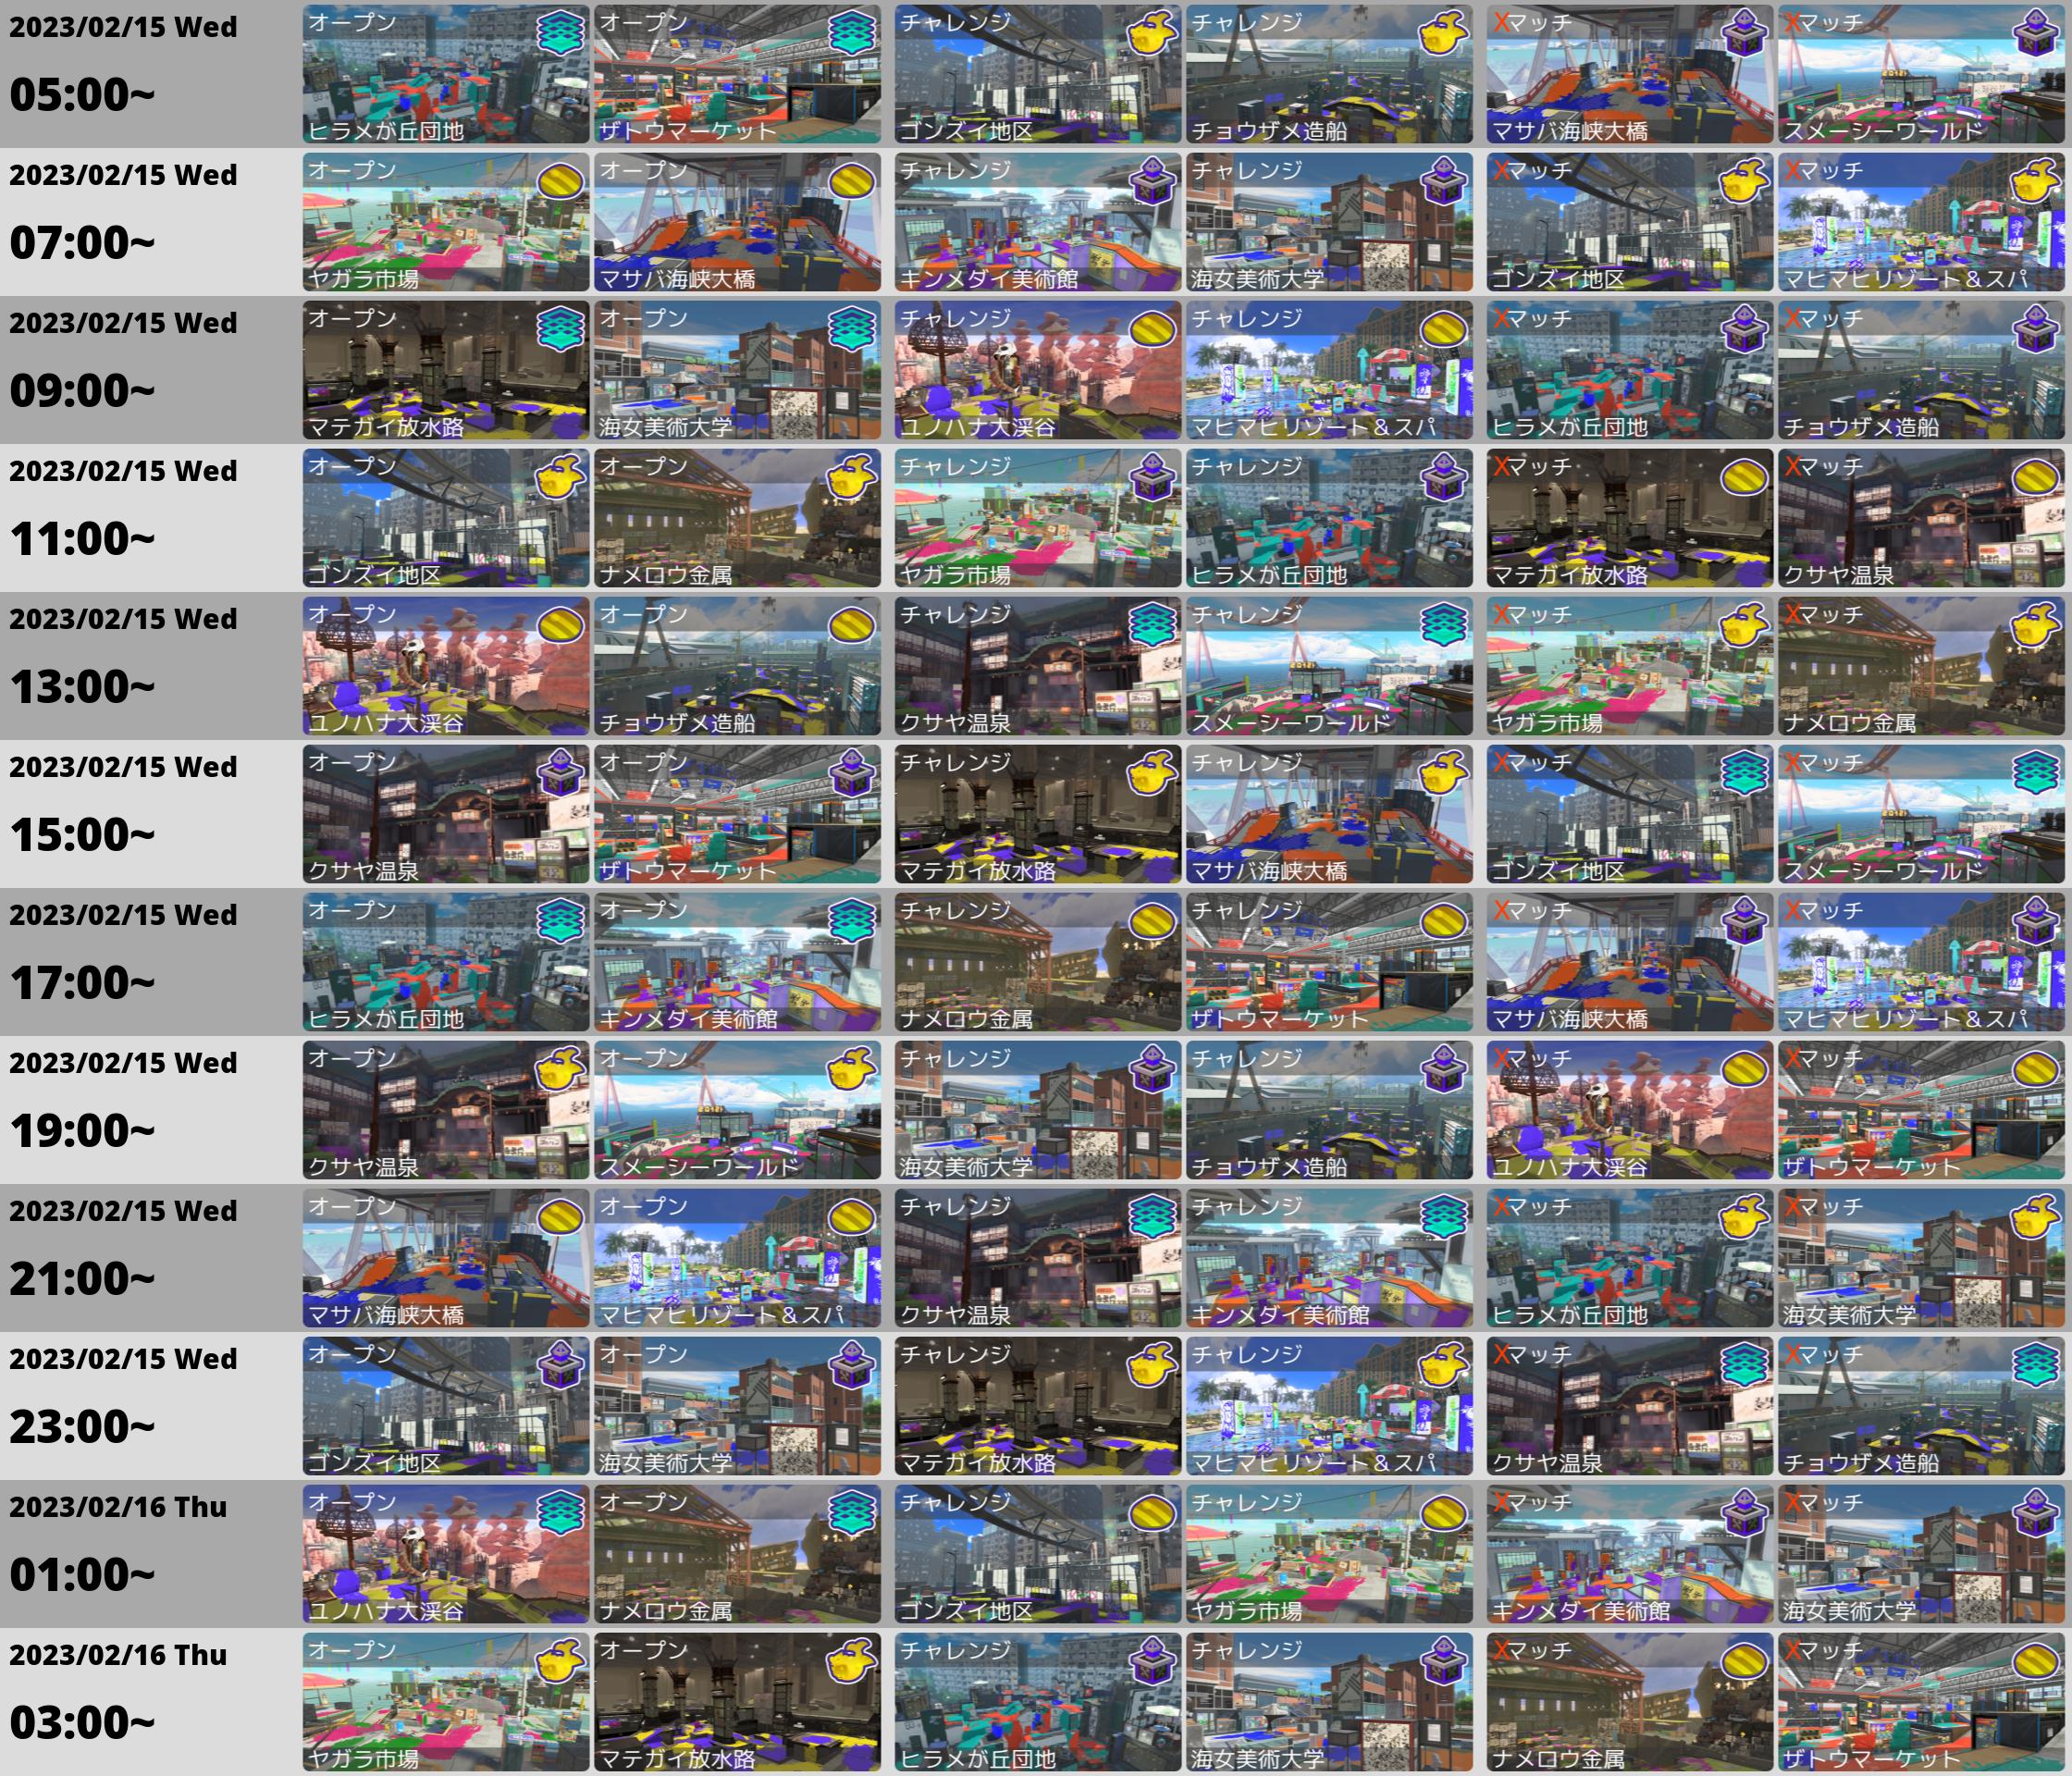 2023/02/15 Wed
05:00~
オープン オープン チャレンジ チャレンジ Xマッチ Xマッチ
ヒラメが丘団地 ザトウマーケット ゴンズイ地区 チョウザメ造船 マサバ海峡大橋 スメーシーワールド
2023/02/15 Wed
07:00~
オープン オープン チャレンジ チャレンジ Xマッチ Xマッチ
ヤガラ市場 マサバ海峡大橋 キンメダイ美術館 海女美術大学 ゴンズイ地区 マヒマヒリゾート＆スパ
2023/02/15 Wed
09:00~
オープン オープン チャレンジ チャレンジ Xマッチ Xマッチ
マテガイ放水路 海女美術大学 ユノハナ大渓谷 マヒマヒリゾート＆スパ ヒラメが丘団地 チョウザメ造船
2023/02/15 Wed
11:00~
オープン オープン チャレンジ チャレンジ Xマッチ Xマッチ
ゴンズイ地区 ナメロウ金属 ヤガラ市場 ヒラメが丘団地 マテガイ放水路 クサヤ温泉
2023/02/15 Wed
13:00~
オープン オープン チャレンジ チャレンジ Xマッチ Xマッチ
ユノハナ大渓谷 チョウザメ造船 クサヤ温泉 スメーシーワールド ヤガラ市場 ナメロウ金属
2023/02/15 Wed
15:00~
オープン オープン チャレンジ チャレンジ Xマッチ Xマッチ
クサヤ温泉 ザトウマーケット マテガイ放水路 マサバ海峡大橋 ゴンズイ地区 スメーシーワールド
2023/02/15 Wed
17:00~
オープン オープン チャレンジ チャレンジ Xマッチ Xマッチ
ヒラメが丘団地 キンメダイ美術館 ナメロウ金属 ザトウマーケット マサバ海峡大橋 マヒマヒリゾート＆スパ
2023/02/15 Wed
19:00~
オープン オープン チャレンジ チャレンジ Xマッチ Xマッチ
クサヤ温泉 スメーシーワールド 海女美術大学 チョウザメ造船 ユノハナ大渓谷 ザトウマーケット
2023/02/15 Wed
21:00~
オープン オープン チャレンジ チャレンジ Xマッチ Xマッチ
マサバ海峡大橋 マヒマヒリゾート＆スパ クサヤ温泉 キンメダイ美術館 ヒラメが丘団地 海女美術大学
2023/02/15 Wed
23:00~
オープン オープン チャレンジ チャレンジ Xマッチ Xマッチ
ゴンズイ地区 海女美術大学 マテガイ放水路 マヒマヒリゾート＆スパ クサヤ温泉 チョウザメ造船
2023/02/16 Thu
01:00~
オープン オープン チャレンジ チャレンジ Xマッチ Xマッチ
ユノハナ大渓谷 ナメロウ金属 ゴンズイ地区 ヤガラ市場 キンメダイ美術館 海女美術大学
2023/02/16 Thu
03:00~
オープン オープン チャレンジ チャレンジ Xマッチ Xマッチ
ヤガラ市場 マテガイ放水路 ヒラメが丘団地 海女美術大学 ナメロウ金属 ザトウマーケット